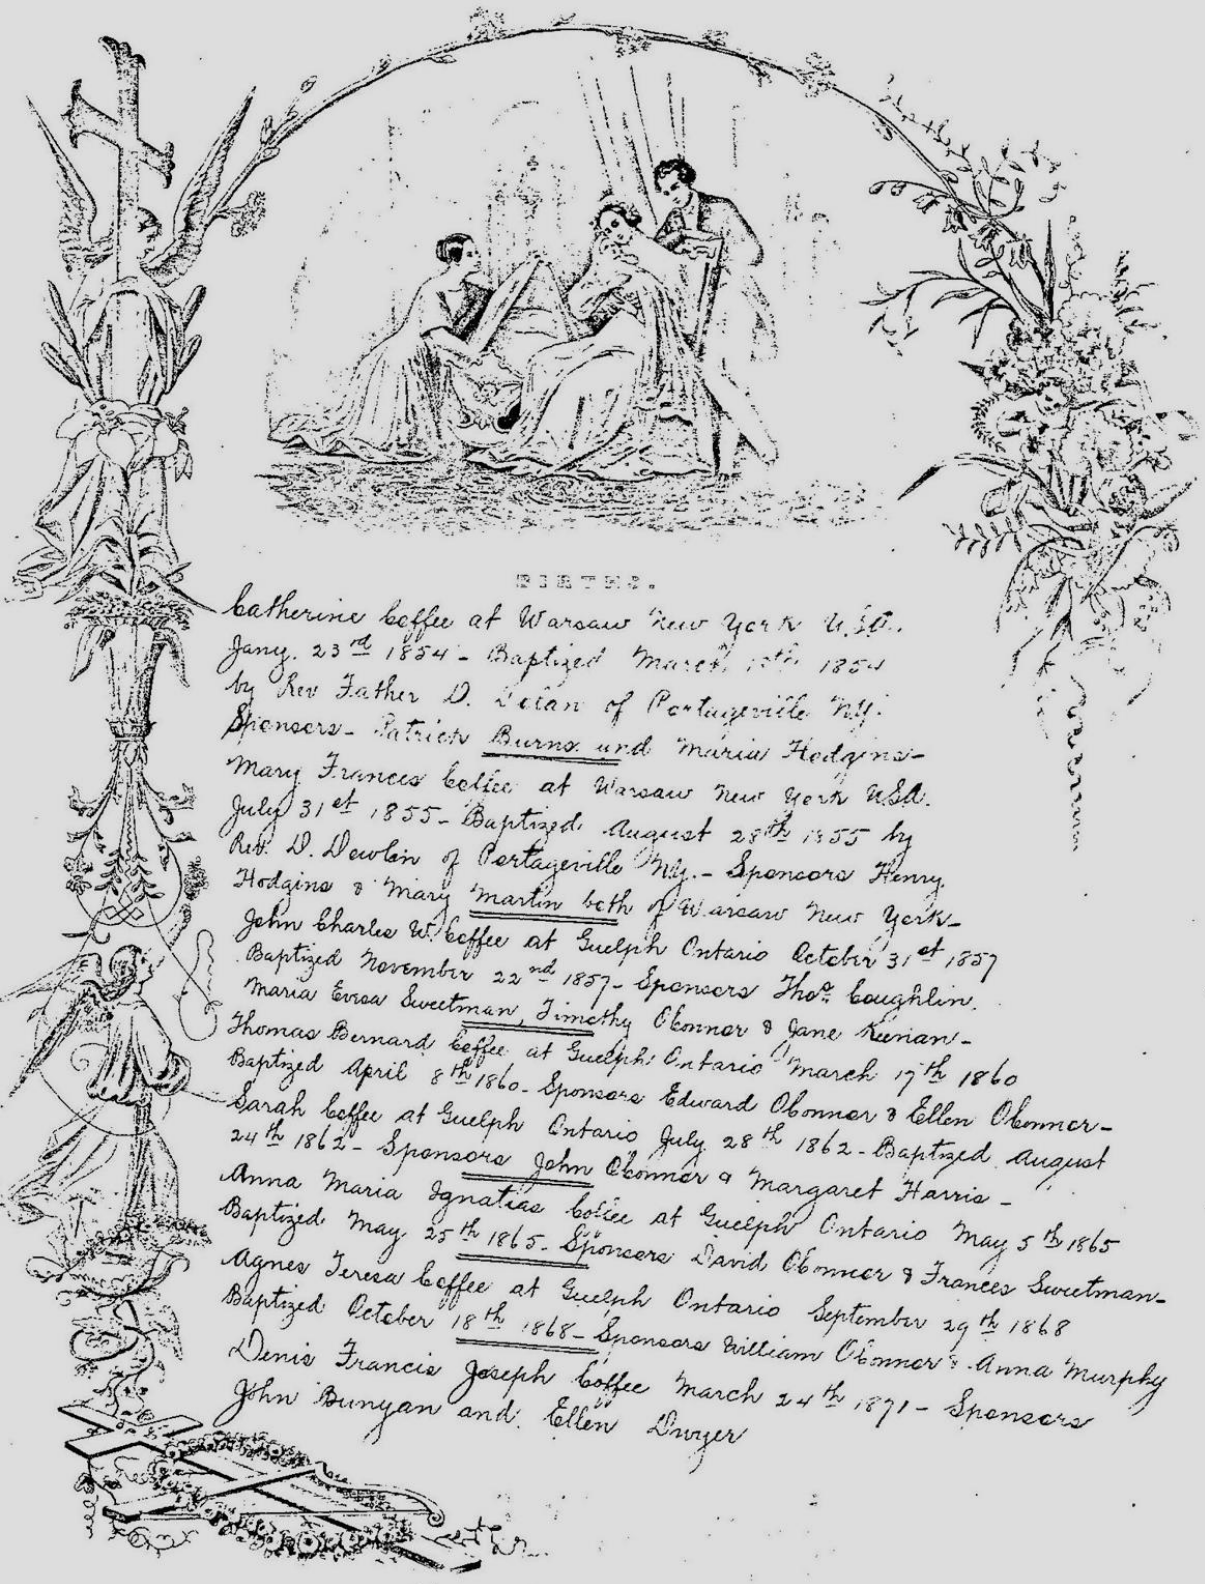 BIRTHS.
Catherine Coffee at Warsaw New York U.S.A.
Jany. 23rd 1854 - Baptized March 1854
by Rev Father D. of Portageville N.Y.
Sponsors - Patrick Burns and Maria Hodgins -
Mary Frances Coffee at Warsaw New York U.S.A.
July 31st 1855 - Baptized August 28th 1855 by
Rev. D. Dowlin of Portageville N.Y. - Sponsors Henry
Hodgins & Mary Martin both of Warsaw New York -
John Charles W. Coffee at Guelph Ontario October 31st 1857
Baptized November 22nd 1857 - Sponsors Thos Coughlin.
Maria Sweetman, Timothy OConnor & Jane Keenan -
Thomas Bernard Coffee at Guelph Ontario March 17th 1860
Baptized April 8th 1860 - Sponsors Edward OConnor & Ellen OConnor -
Sarah Coffee at Guelph Ontario July 28th 1862 - Baptized August
24th 1862 - Sponsors John OConnor & Margaret Harris -
Anna Maria Ignatias Coffee at Guelph Ontario May 5th 1865
Baptized May 25th 1865 - Sponsors David OConnor & Frances Sweetman -
Agnes Teresa Coffee at Guelph Ontario September 29th 1868
Baptized October 18th 1868 - Sponsors William OConnor & Anna Murphy
Denis Francis Joseph Coffee March 24th 1871 - Sponsors
John Bunyan and Ellen Dwyer